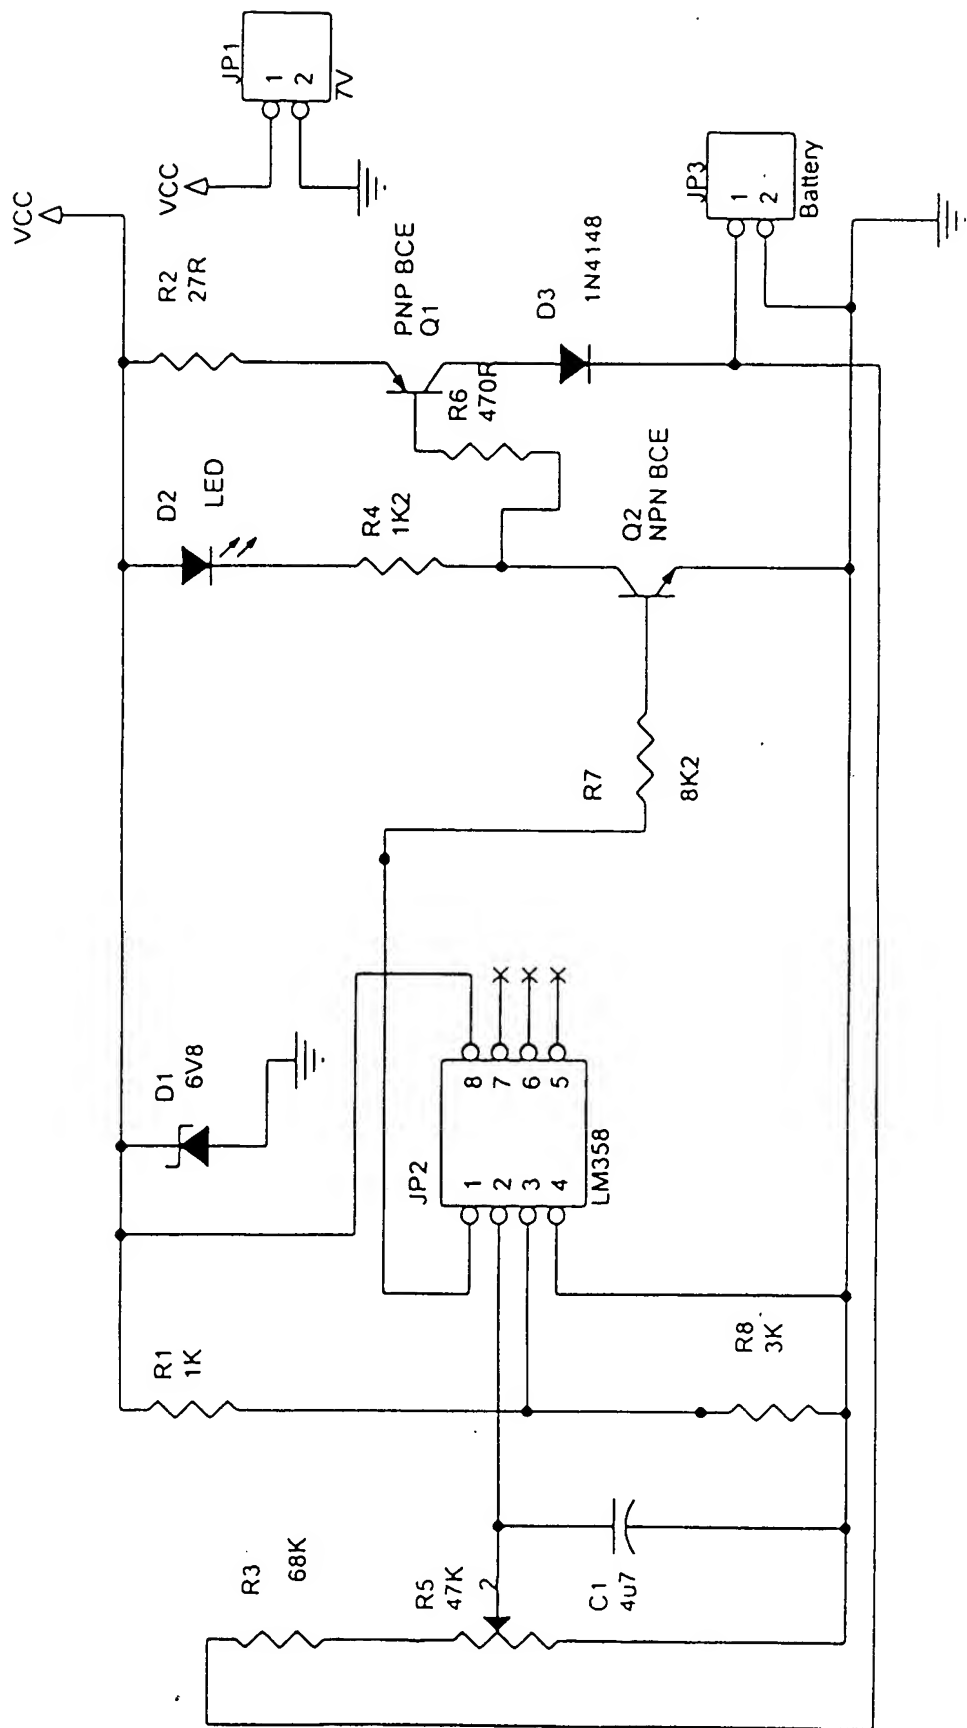 VCC
JP1
1
2
7V
VCC
R2
27R
PNP BCE
Q1
JP3
1
2
Battery
D3
1N4148
R6
470R
D2
LED
R4
1K2
Q2
NPN BCE
R7
8K2
D1
6V8
JP2
8
7
6
5
1
2
3
4
LM358
R1
1K
R8
3K
R3
68K
R5
47K
2
C1
4u7